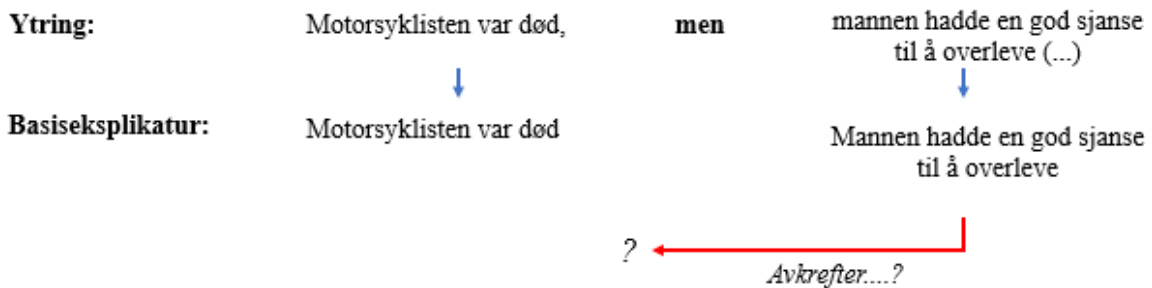 Ytring: Motorsyklisten var død, men mannen hadde en god sjanse
til å overleve (...)
Basiseksplikatur: Motorsyklisten var død Mannen hadde en god sjanse
til å overleve
?
Avkrefter....?